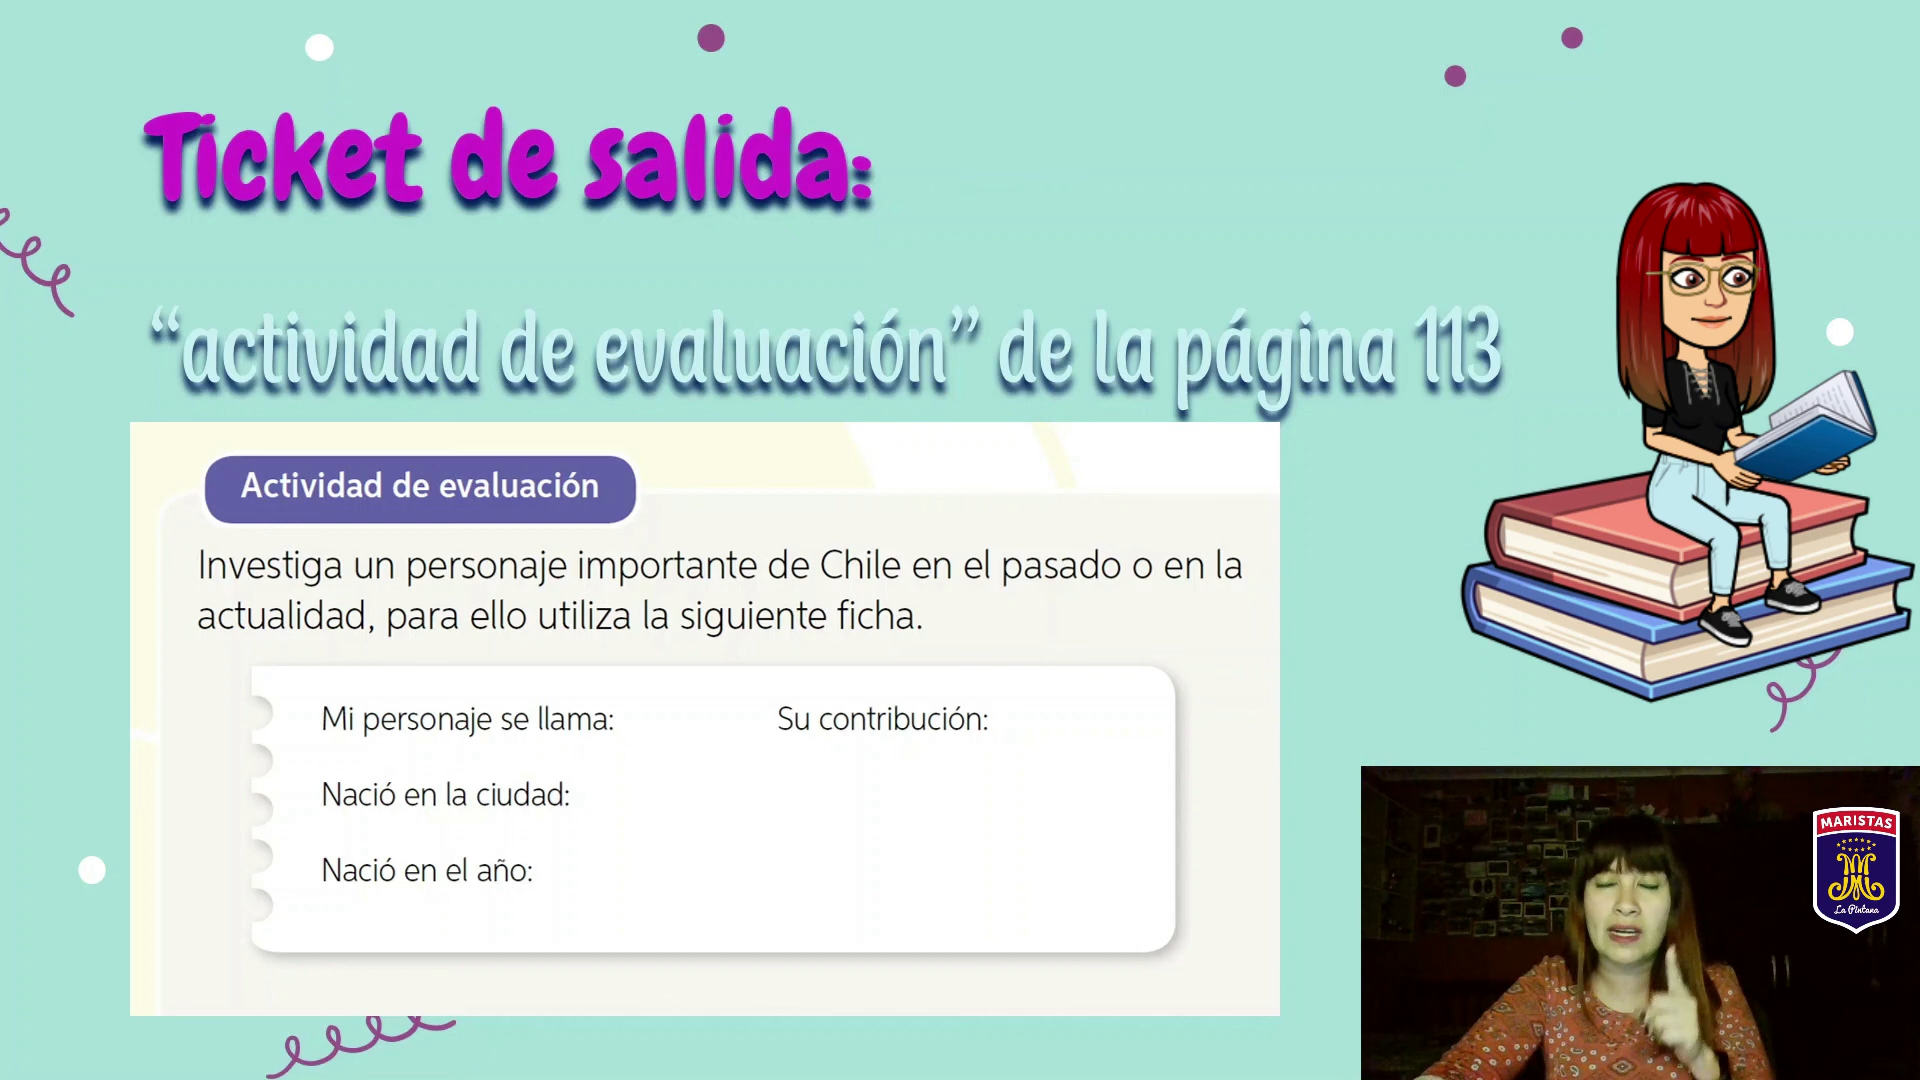 Ticket de salida:
“actividad de evaluación” de la página 113
Actividad de evaluación
Investiga un personaje importante de Chile en el pasado o en la
actualidad, para ello utiliza la siguiente ficha.
Mi personaje se llama:
Su contribución:
Nació en la ciudad:
Nació en el año:
MARISTAS
La Pintana